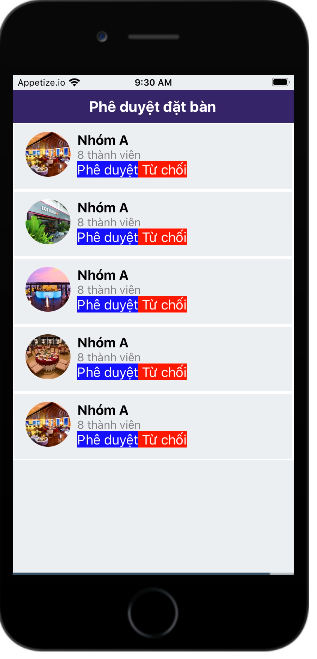 Appetize.io 9:30 AM
Phê duyệt đặt bàn
Nhóm A
8 thành viên
Phê duyệt Từ chối
Nhóm A
8 thành viên
Phê duyệt Từ chối
Nhóm A
8 thành viên
Phê duyệt Từ chối
Nhóm A
8 thành viên
Phê duyệt Từ chối
Nhóm A
8 thành viên
Phê duyệt Từ chối